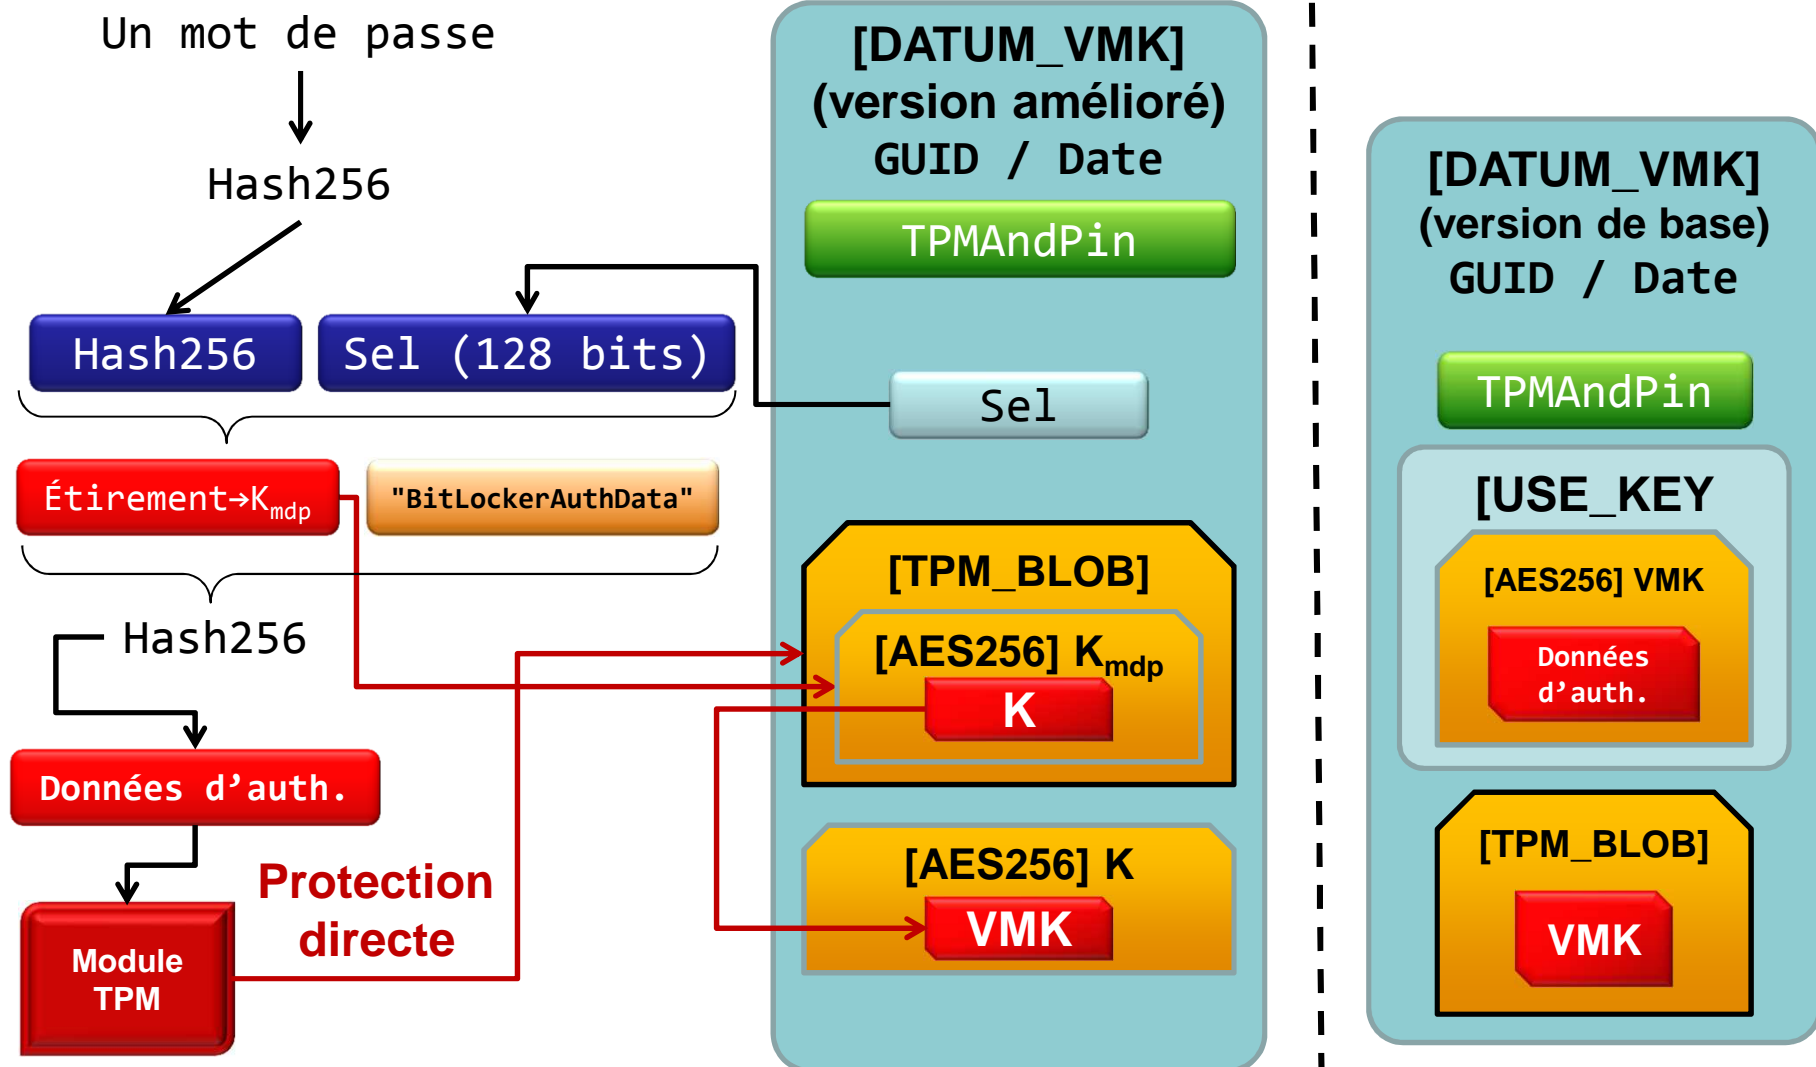 Un mot de passe
Hash256
Hash256
Sel (128 bits)
Étirement→Kmdp
"BitLockerAuthData"
Hash256
Données d’auth.
Module
TPM
Protection
directe
[DATUM_VMK]
(version amélioré)
GUID / Date
TPMAndPin
Sel
[TPM_BLOB]
[AES256] Kmdp
K
[AES256] K
VMK
[DATUM_VMK]
(version de base)
GUID / Date
TPMAndPin
[USE_KEY
[AES256] VMK
Données
d’auth.
[TPM_BLOB]
VMK